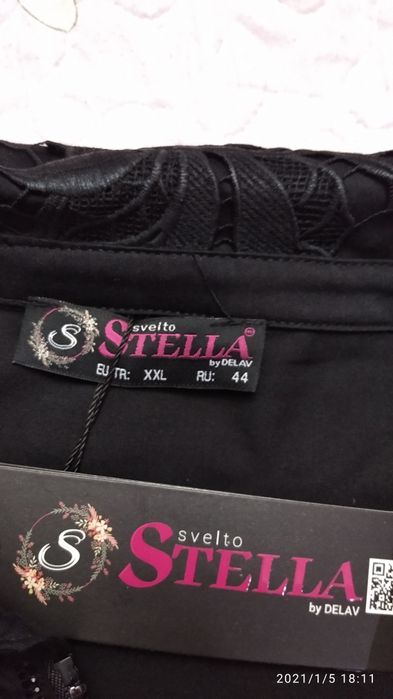 S
svelto
STELLA
by DELAV
EU TR: XXL RU: 44
S
svelto
STELLA
by DELAV
2021/1/5 18:11